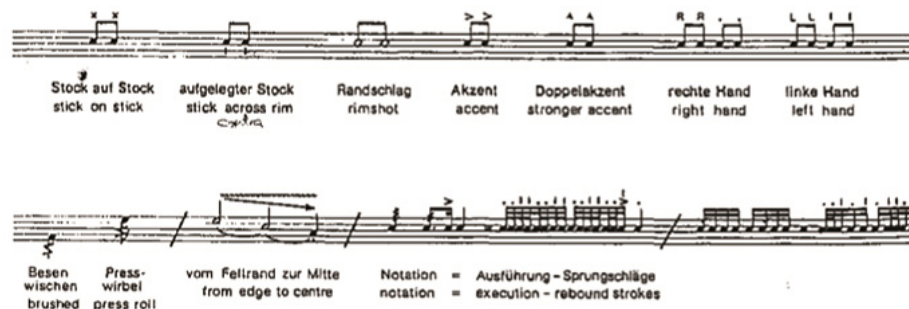 x x > > ʌ ʌ R R . . L L ı ı
Stock auf Stock aufgelegter Stock Randschlag Akzent Doppelakzent rechte Hand linke Hand
stick on stick stick across rim rimshot accent stronger accent right hand left hand
extra
Besen Press- vom Fellrand zur Mitte Notation = Ausführung – Sprungschläge
wischen wirbel from edge to centre notation = execution – rebound strokes
brushed press roll